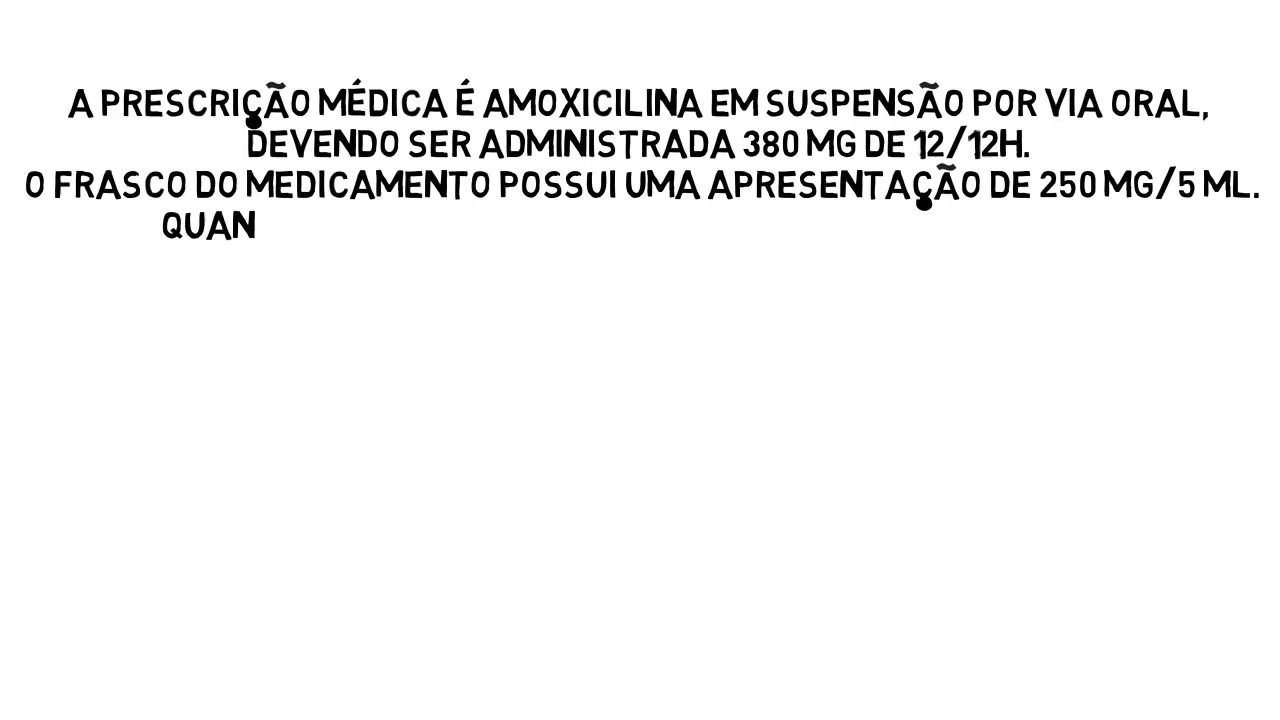 A PRESCRIÇÃO MÉDICA É AMOXICILINA EM SUSPENSÃO POR VIA ORAL,
DEVENDO SER ADMINISTRADA 380 MG DE 12/12H.
O FRASCO DO MEDICAMENTO POSSUI UMA APRESENTAÇÃO DE 250 MG/5 ML.
QUAN